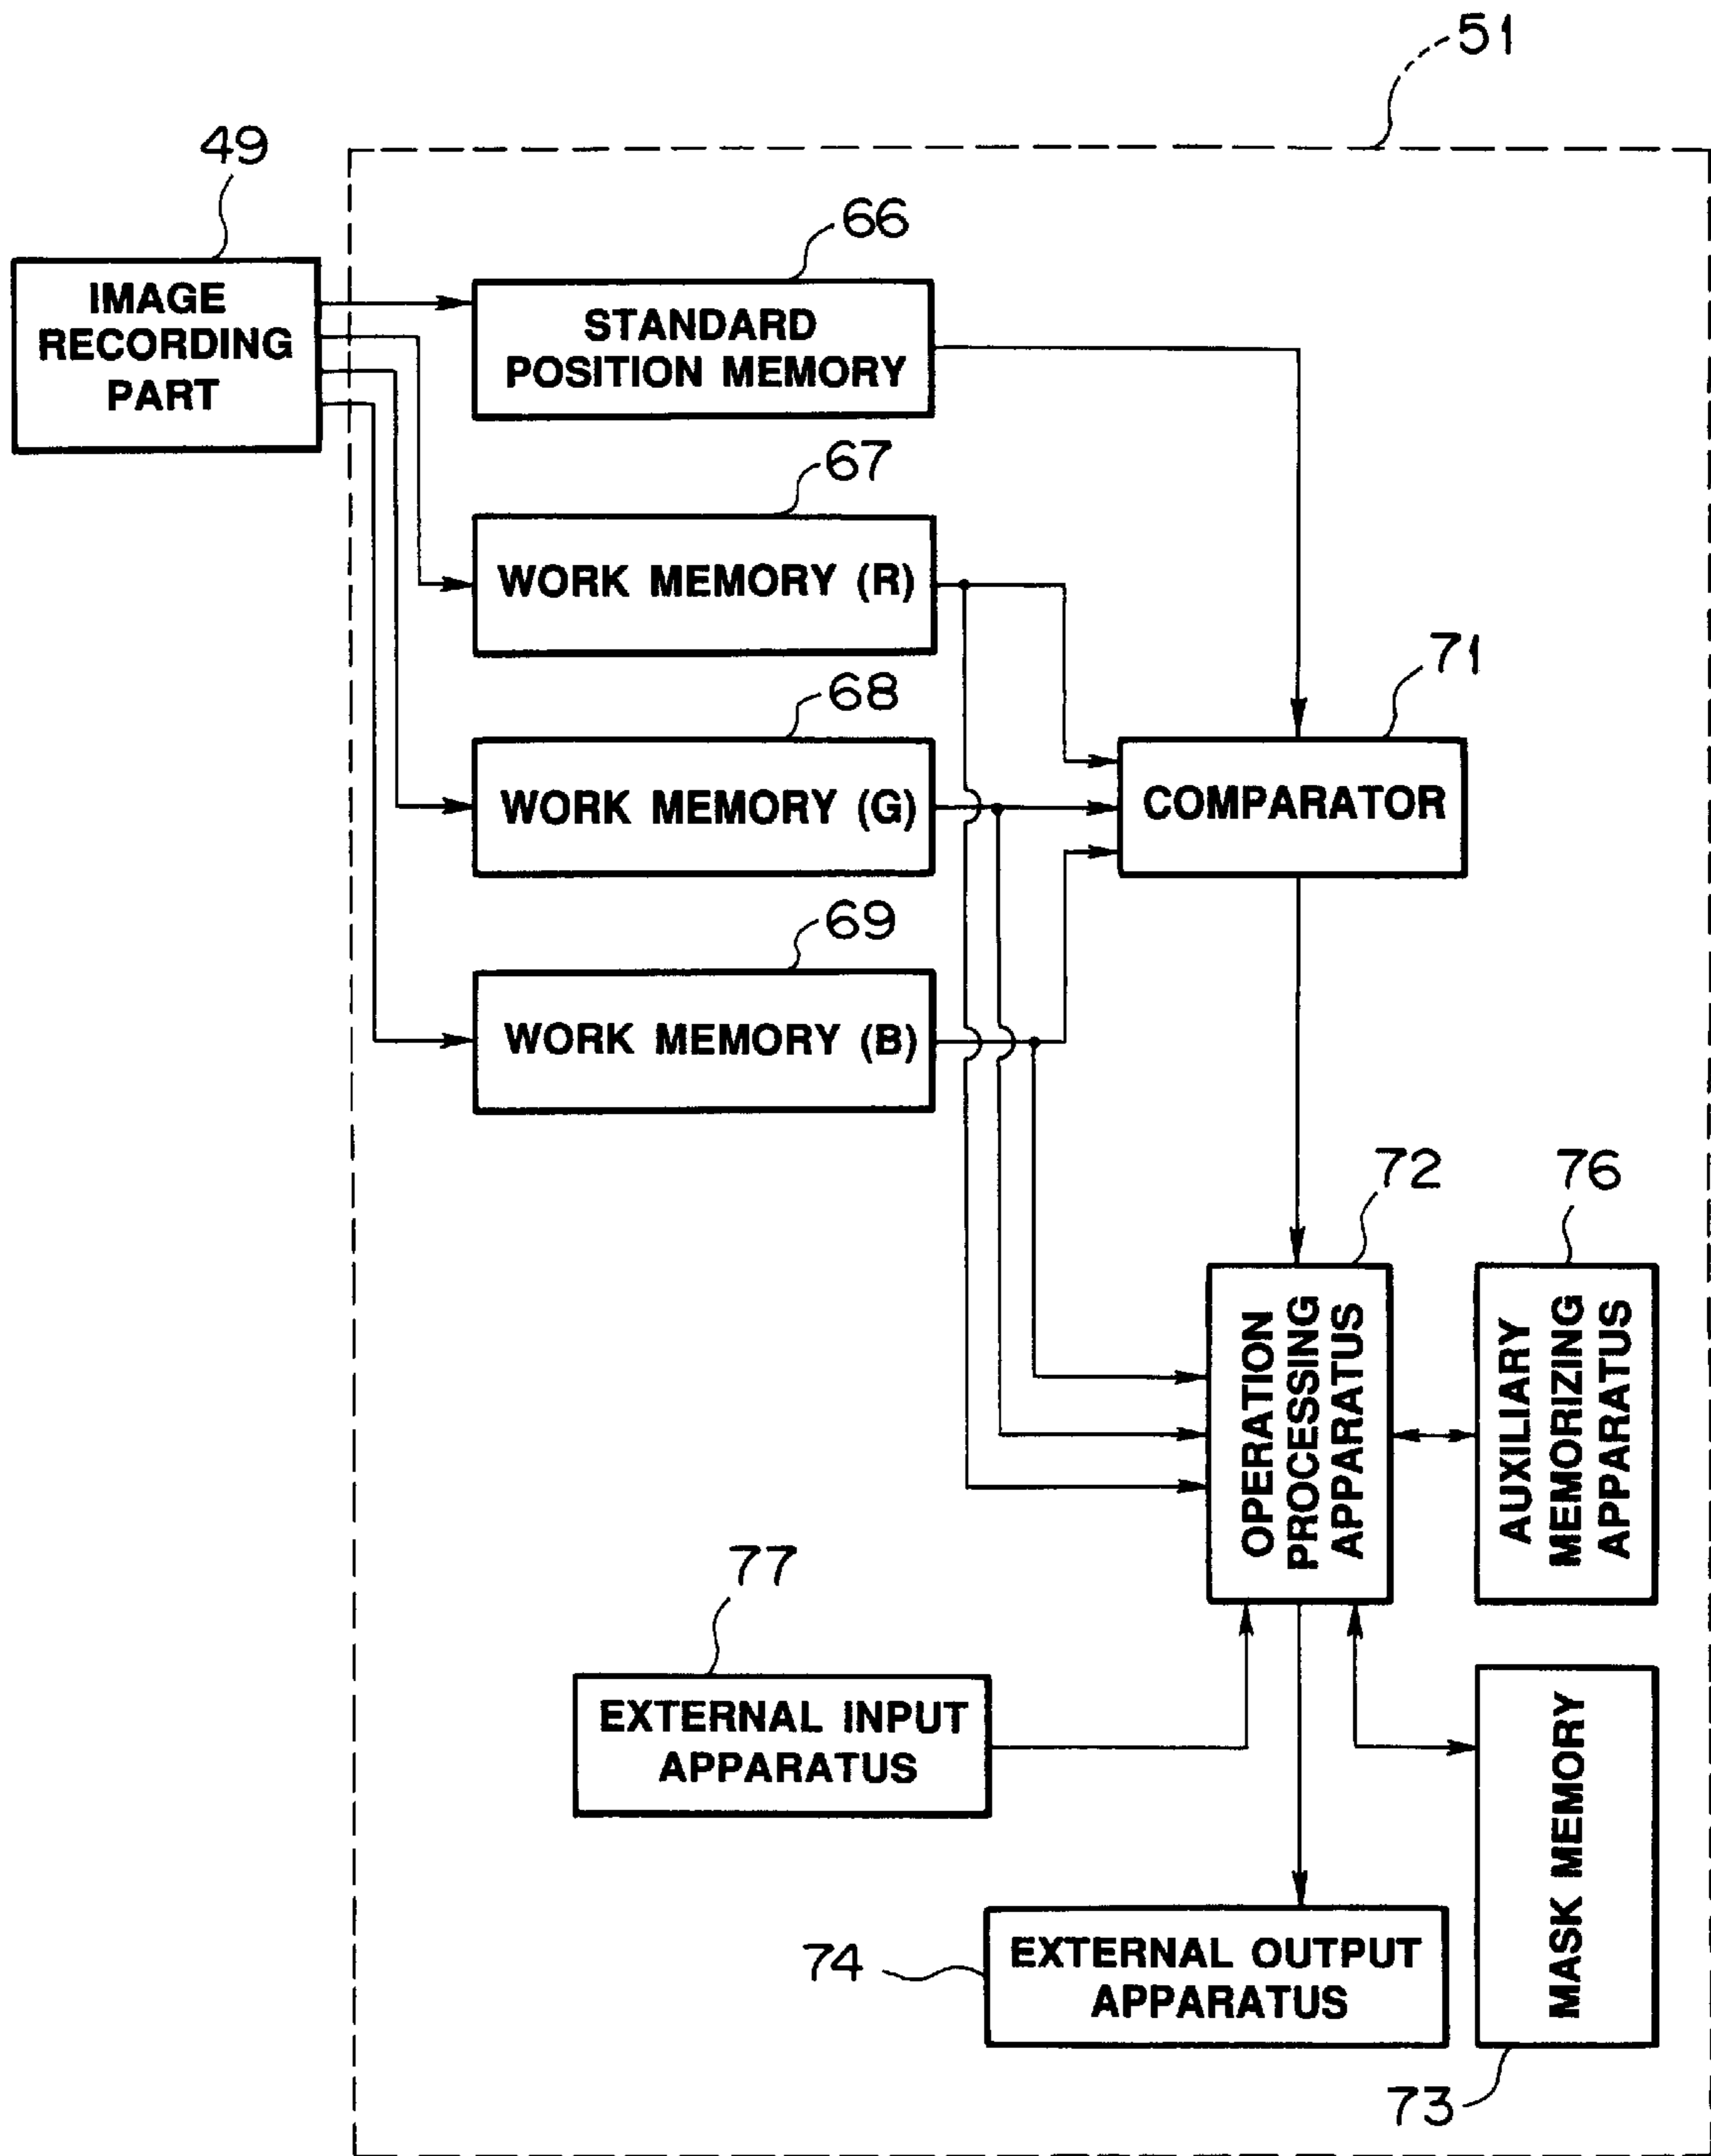 51
49
66
IMAGE
RECORDING
PART
STANDARD
POSITION MEMORY
67
WORK MEMORY (R)
68
71
WORK MEMORY (G)
COMPARATOR
69
WORK MEMORY (B)
72
76
OPERATION
PROCESSING
APPARATUS
AUXILIARY
MEMORIZING
APPARATUS
77
EXTERNAL INPUT
APPARATUS
MASK MEMORY
74
EXTERNAL OUTPUT
APPARATUS
73